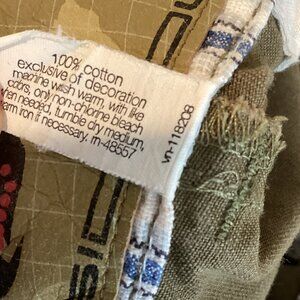 100% cotton
exclusive of decoration
machine wash warm, with like
colors, only non-chlorine bleach
when needed, tumble dry medium,
warm iron if necessary. rn-48557
vn-118208